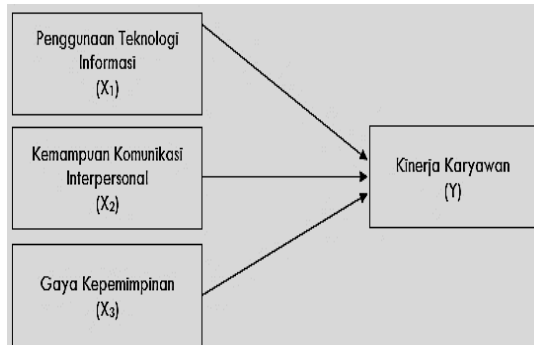 Penggunaan Teknologi
Informasi
(X₁)
Kemampuan Komunikasi
Interpersonal
(X₂)
Gaya Kepemimpinan
(X₃)
Kinerja Karyawan
(Y)